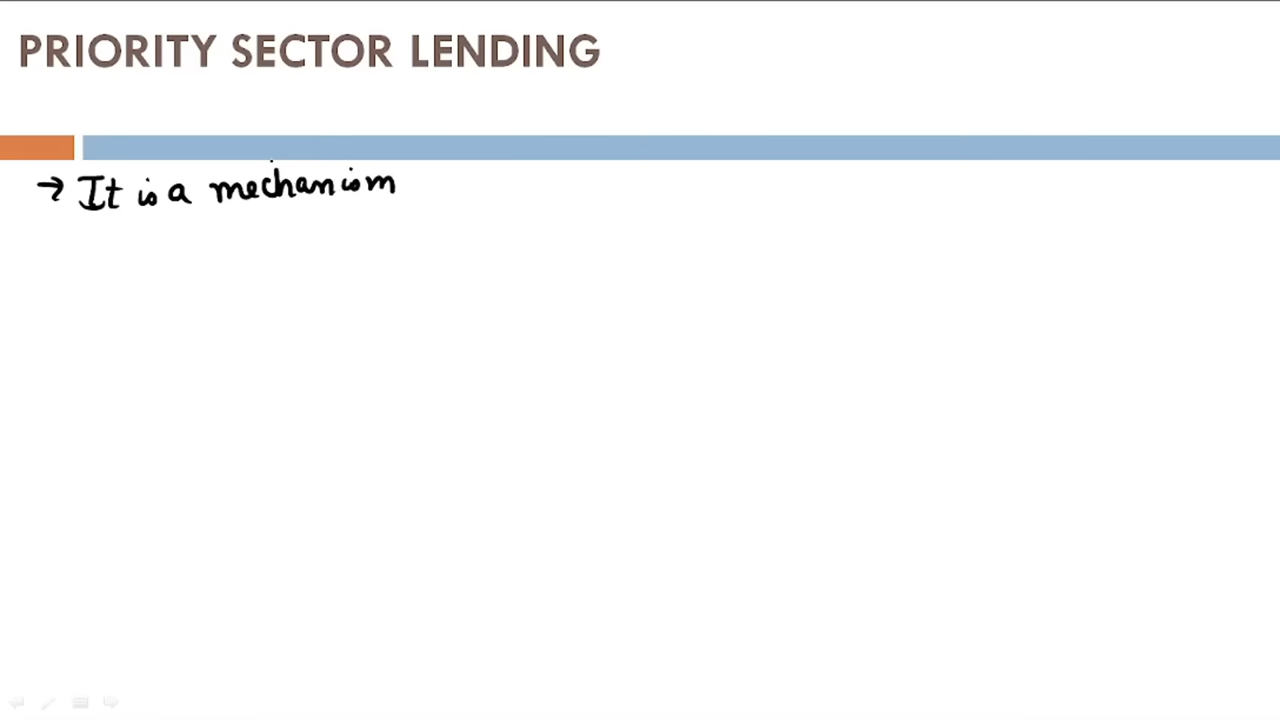 PRIORITY SECTOR LENDING
→ It is a mechanism